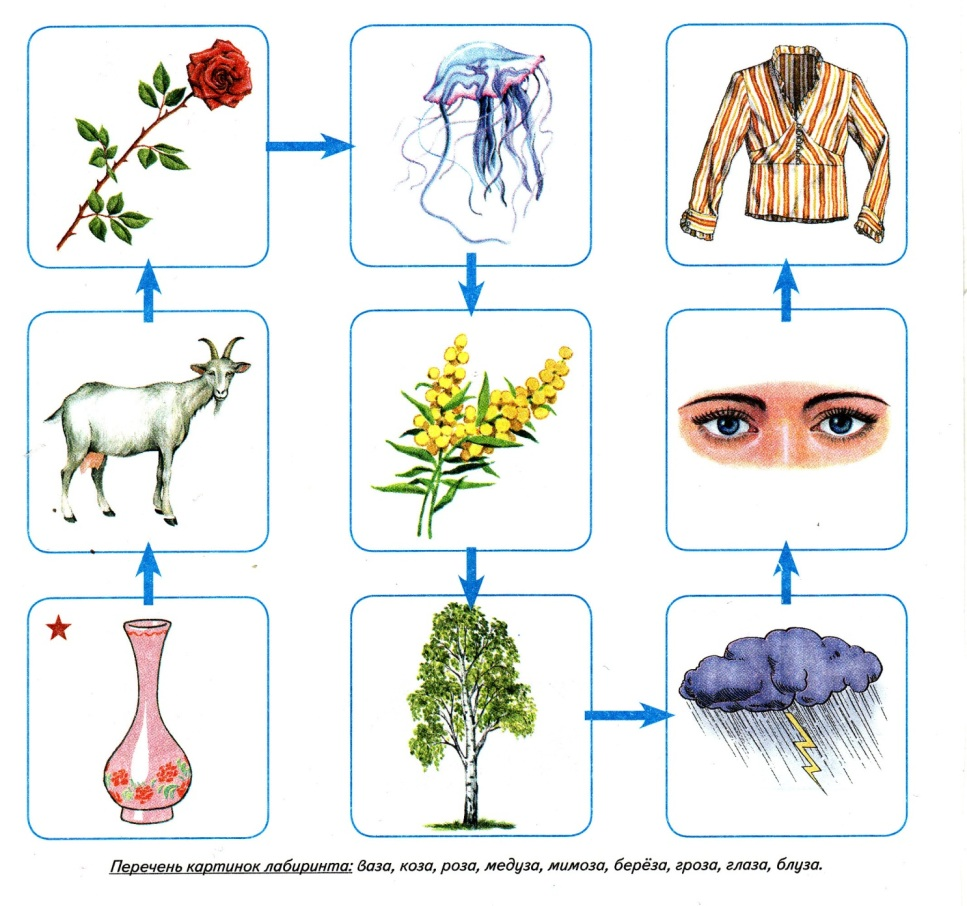 Перечень картинок лабиринта: ваза, коза, роза, медуза, мимоза, берёза, гроза, глаза, блуза.